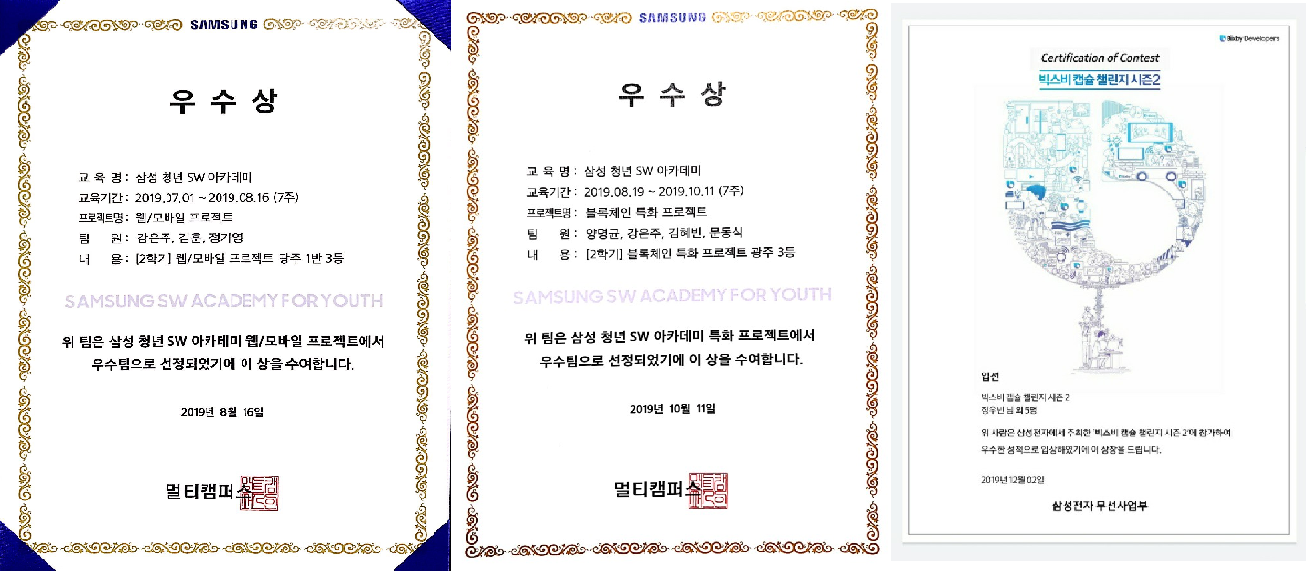 SAMSUNG
우 수 상
교 육 명 : 삼성 청년 SW 아카데미
교육기간 : 2019.07.01 ~ 2019.08.16 (7주)
프로젝트명 : 웹/모바일 프로젝트
팀 원 : 강은주, 김훈, 정기영
내 용 : [2학기] 웹/모바일 프로젝트 광주 1반 3등
SAMSUNG SW ACADEMY FOR YOUTH
위 팀은 삼성 청년 SW 아카데미 웹/모바일 프로젝트에서
우수팀으로 선정되었기에 이 상을 수여합니다.
2019년 8월 16일
멀티캠퍼스
SAMSUNG
우 수 상
교 육 명 : 삼성 청년 SW 아카데미
교육기간 : 2019.08.19 ~ 2019.10.11 (7주)
프로젝트명 : 블록체인 특화 프로젝트
팀 원 : 양명균, 강은주, 김혜빈, 문동식
내 용 : [2학기] 블록체인 특화 프로젝트 광주 3등
SAMSUNG SW ACADEMY FOR YOUTH
위 팀은 삼성 청년 SW 아카데미 특화 프로젝트에서
우수팀으로 선정되었기에 이 상을 수여합니다.
2019년 10월 11일
멀티캠퍼스
Bixby Developers
Certification of Contest
빅스비 캡슐 챌린지 시즌2
입선
빅스비 캡슐 챌린지 시즌 2
정우빈 님 외 5명
위 사람은 삼성전자에서 주최한 '빅스비 캡슐 챌린지 시즌 2'에 참가하여
우수한 성적으로 입상하였기에 이 상장을 드립니다.
2019년 12월 02일
삼성전자 무선사업부